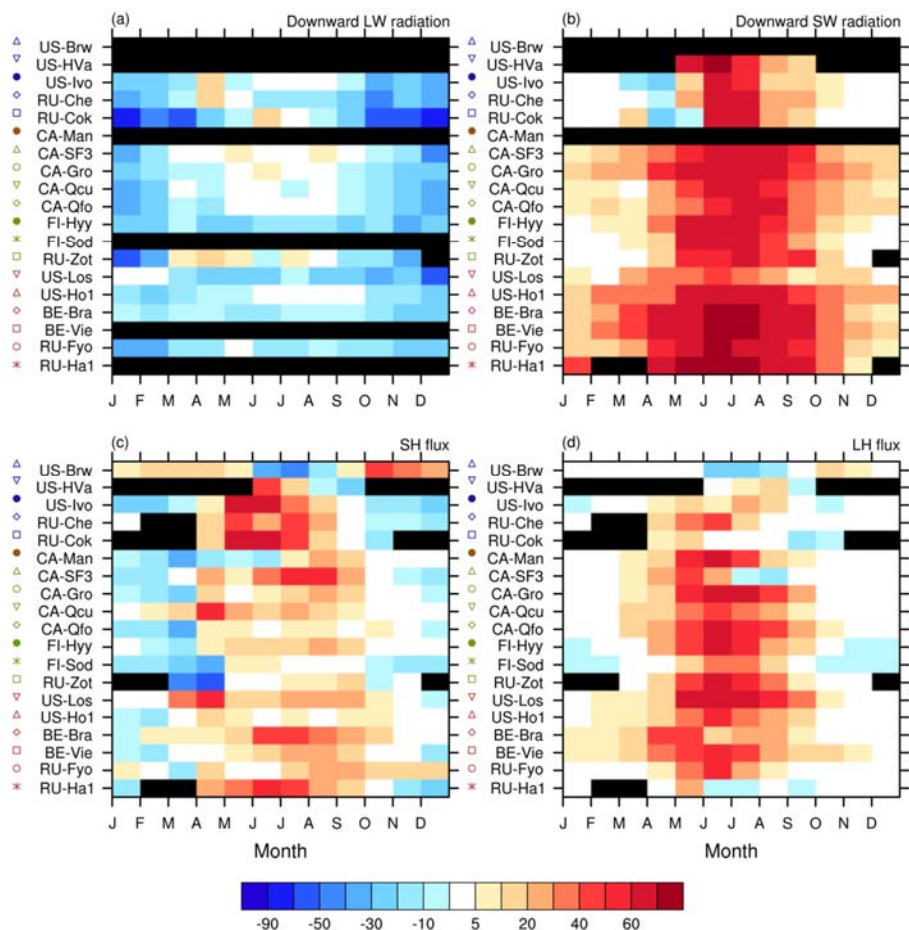 (a) Downward LW radiation
US-Brw
US-HVa
US-Ivo
RU-Che
RU-Cok
CA-Man
CA-SF3
CA-Gro
CA-Qcu
CA-Qfo
FI-Hyy
FI-Sod
RU-Zot
US-Los
US-Ho1
BE-Bra
BE-Vie
RU-Fyo
RU-Ha1
J F M A M J J A S O N D
(b) Downward SW radiation
US-Brw
US-HVa
US-Ivo
RU-Che
RU-Cok
CA-Man
CA-SF3
CA-Gro
CA-Qcu
CA-Qfo
FI-Hyy
FI-Sod
RU-Zot
US-Los
US-Ho1
BE-Bra
BE-Vie
RU-Fyo
RU-Ha1
J F M A M J J A S O N D
(c) SH flux
US-Brw
US-HVa
US-Ivo
RU-Che
RU-Cok
CA-Man
CA-SF3
CA-Gro
CA-Qcu
CA-Qfo
FI-Hyy
FI-Sod
RU-Zot
US-Los
US-Ho1
BE-Bra
BE-Vie
RU-Fyo
RU-Ha1
J F M A M J J A S O N D
Month
(d) LH flux
US-Brw
US-HVa
US-Ivo
RU-Che
RU-Cok
CA-Man
CA-SF3
CA-Gro
CA-Qcu
CA-Qfo
FI-Hyy
FI-Sod
RU-Zot
US-Los
US-Ho1
BE-Bra
BE-Vie
RU-Fyo
RU-Ha1
J F M A M J J A S O N D
Month
-90 -50 -30 -10 5 20 40 60